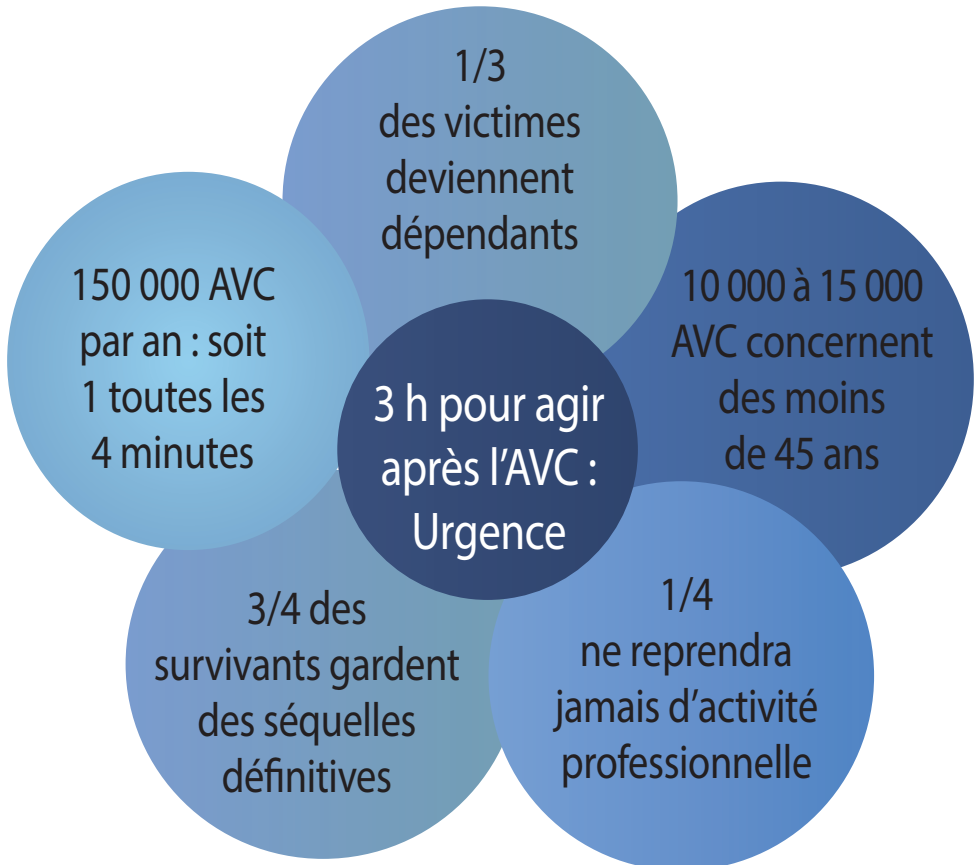 1/3
des victimes
deviennent
dépendants
150 000 AVC
par an : soit
1 toutes les
4 minutes
10 000 à 15 000
AVC concernent
des moins
de 45 ans
3 h pour agir
après l’AVC :
Urgence
3/4 des
survivants gardent
des séquelles
définitives
1/4
ne reprendra
jamais d’activité
professionnelle